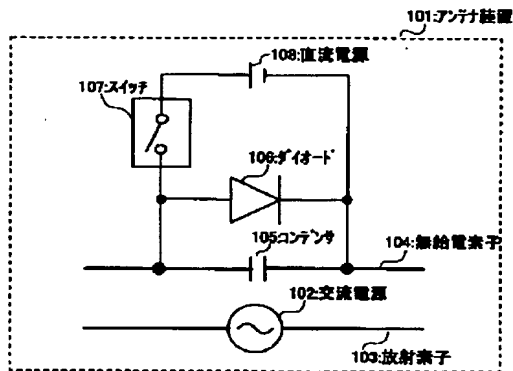 101:アンテナ装置
108:直流電源
107:スイッチ
106:ダイオード
105:コンデンサ
104:無給電素子
102:交流電源
103:放射素子